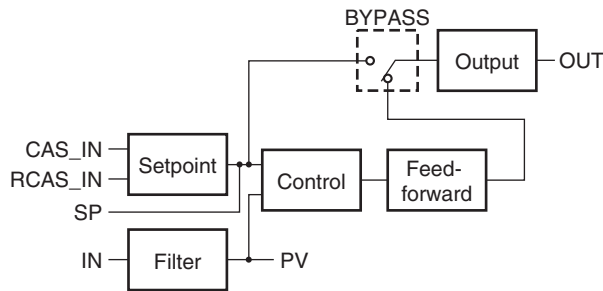 BYPASS
Output
OUT
CAS_IN
RCAS_IN
Setpoint
Control
Feed-
forward
SP
IN
Filter
PV